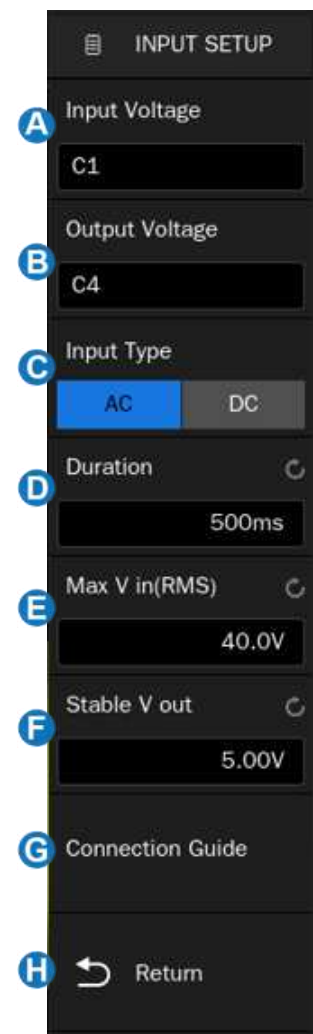 INPUT SETUP
A Input Voltage
C1
B Output Voltage
C4
C Input Type
AC DC
D Duration
500ms
E Max V in(RMS)
40.0V
F Stable V out
5.00V
G Connection Guide
H Return